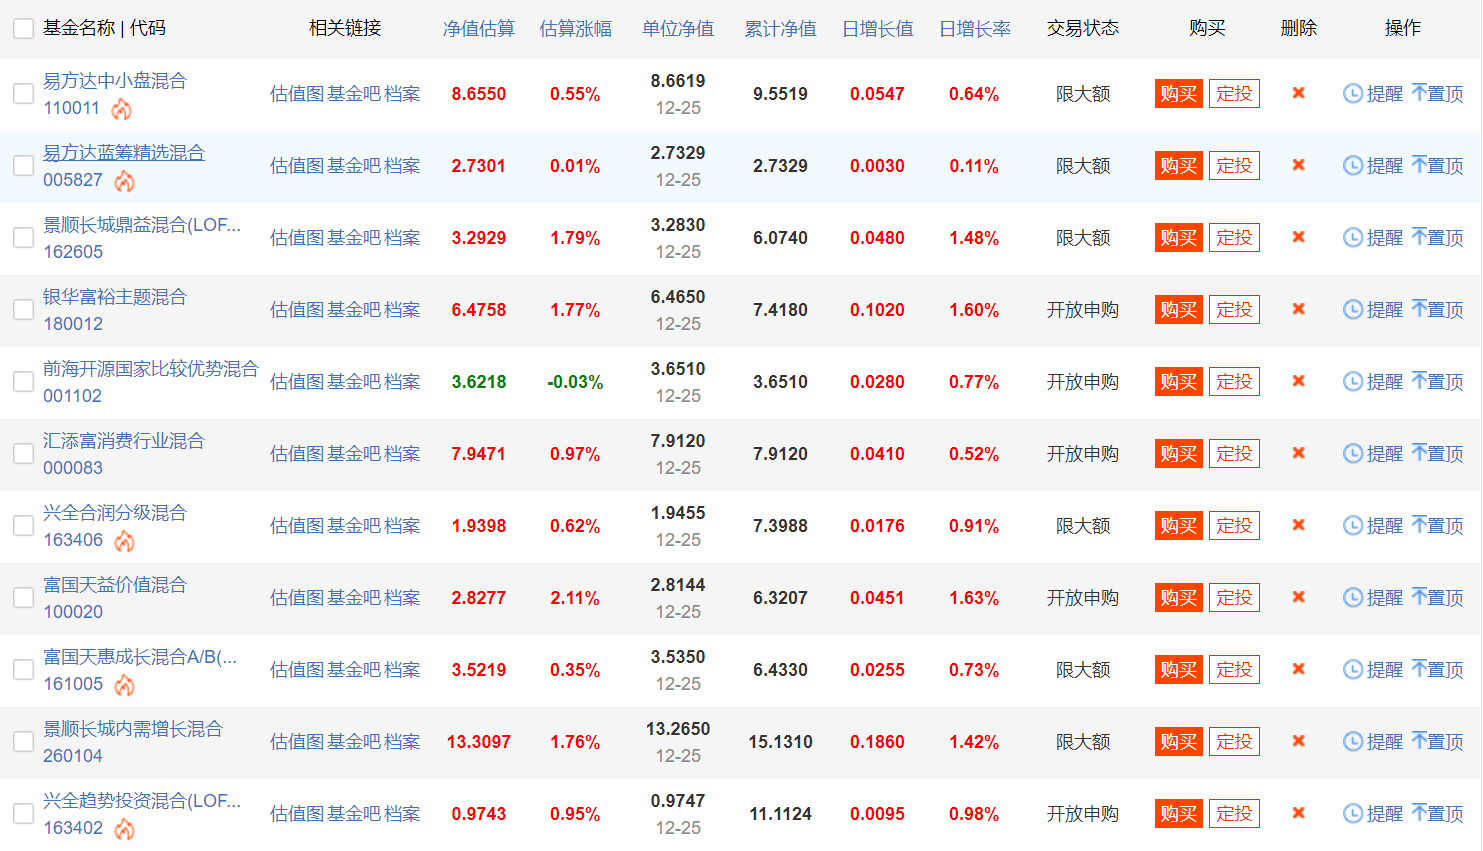 基金名称 | 代码 相关链接 净值估算 估算涨幅 单位净值 累计净值 日增长值 日增长率 交易状态 购买 删除 操作
易方达中小盘混合
110011
估值图 基金吧 档案 8.6550 0.55% 8.6619 9.5519 0.0547 0.64% 限大额 购买 定投 提醒 置顶
12-25
易方达蓝筹精选混合
005827
估值图 基金吧 档案 2.7301 0.01% 2.7329 2.7329 0.0030 0.11% 限大额 购买 定投 提醒 置顶
12-25
景顺长城鼎益混合(LOF...
162605
估值图 基金吧 档案 3.2929 1.79% 3.2830 6.0740 0.0480 1.48% 限大额 购买 定投 提醒 置顶
12-25
银华富裕主题混合
180012
估值图 基金吧 档案 6.4758 1.77% 6.4650 7.4180 0.1020 1.60% 开放申购 购买 定投 提醒 置顶
12-25
前海开源国家比较优势混合
001102
估值图 基金吧 档案 3.6218 -0.03% 3.6510 3.6510 0.0280 0.77% 开放申购 购买 定投 提醒 置顶
12-25
汇添富消费行业混合
000083
估值图 基金吧 档案 7.9471 0.97% 7.9120 7.9120 0.0410 0.52% 开放申购 购买 定投 提醒 置顶
12-25
兴全合润分级混合
163406
估值图 基金吧 档案 1.9398 0.62% 1.9455 7.3988 0.0176 0.91% 限大额 购买 定投 提醒 置顶
12-25
富国天益价值混合
100020
估值图 基金吧 档案 2.8277 2.11% 2.8144 6.3207 0.0451 1.63% 开放申购 购买 定投 提醒 置顶
12-25
富国天惠成长混合A/B(...
161005
估值图 基金吧 档案 3.5219 0.35% 3.5350 6.4330 0.0255 0.73% 限大额 购买 定投 提醒 置顶
12-25
景顺长城内需增长混合
260104
估值图 基金吧 档案 13.3097 1.76% 13.2650 15.1310 0.1860 1.42% 限大额 购买 定投 提醒 置顶
12-25
兴全趋势投资混合(LOF...
163402
估值图 基金吧 档案 0.9743 0.95% 0.9747 11.1124 0.0095 0.98% 开放申购 购买 定投 提醒 置顶
12-25